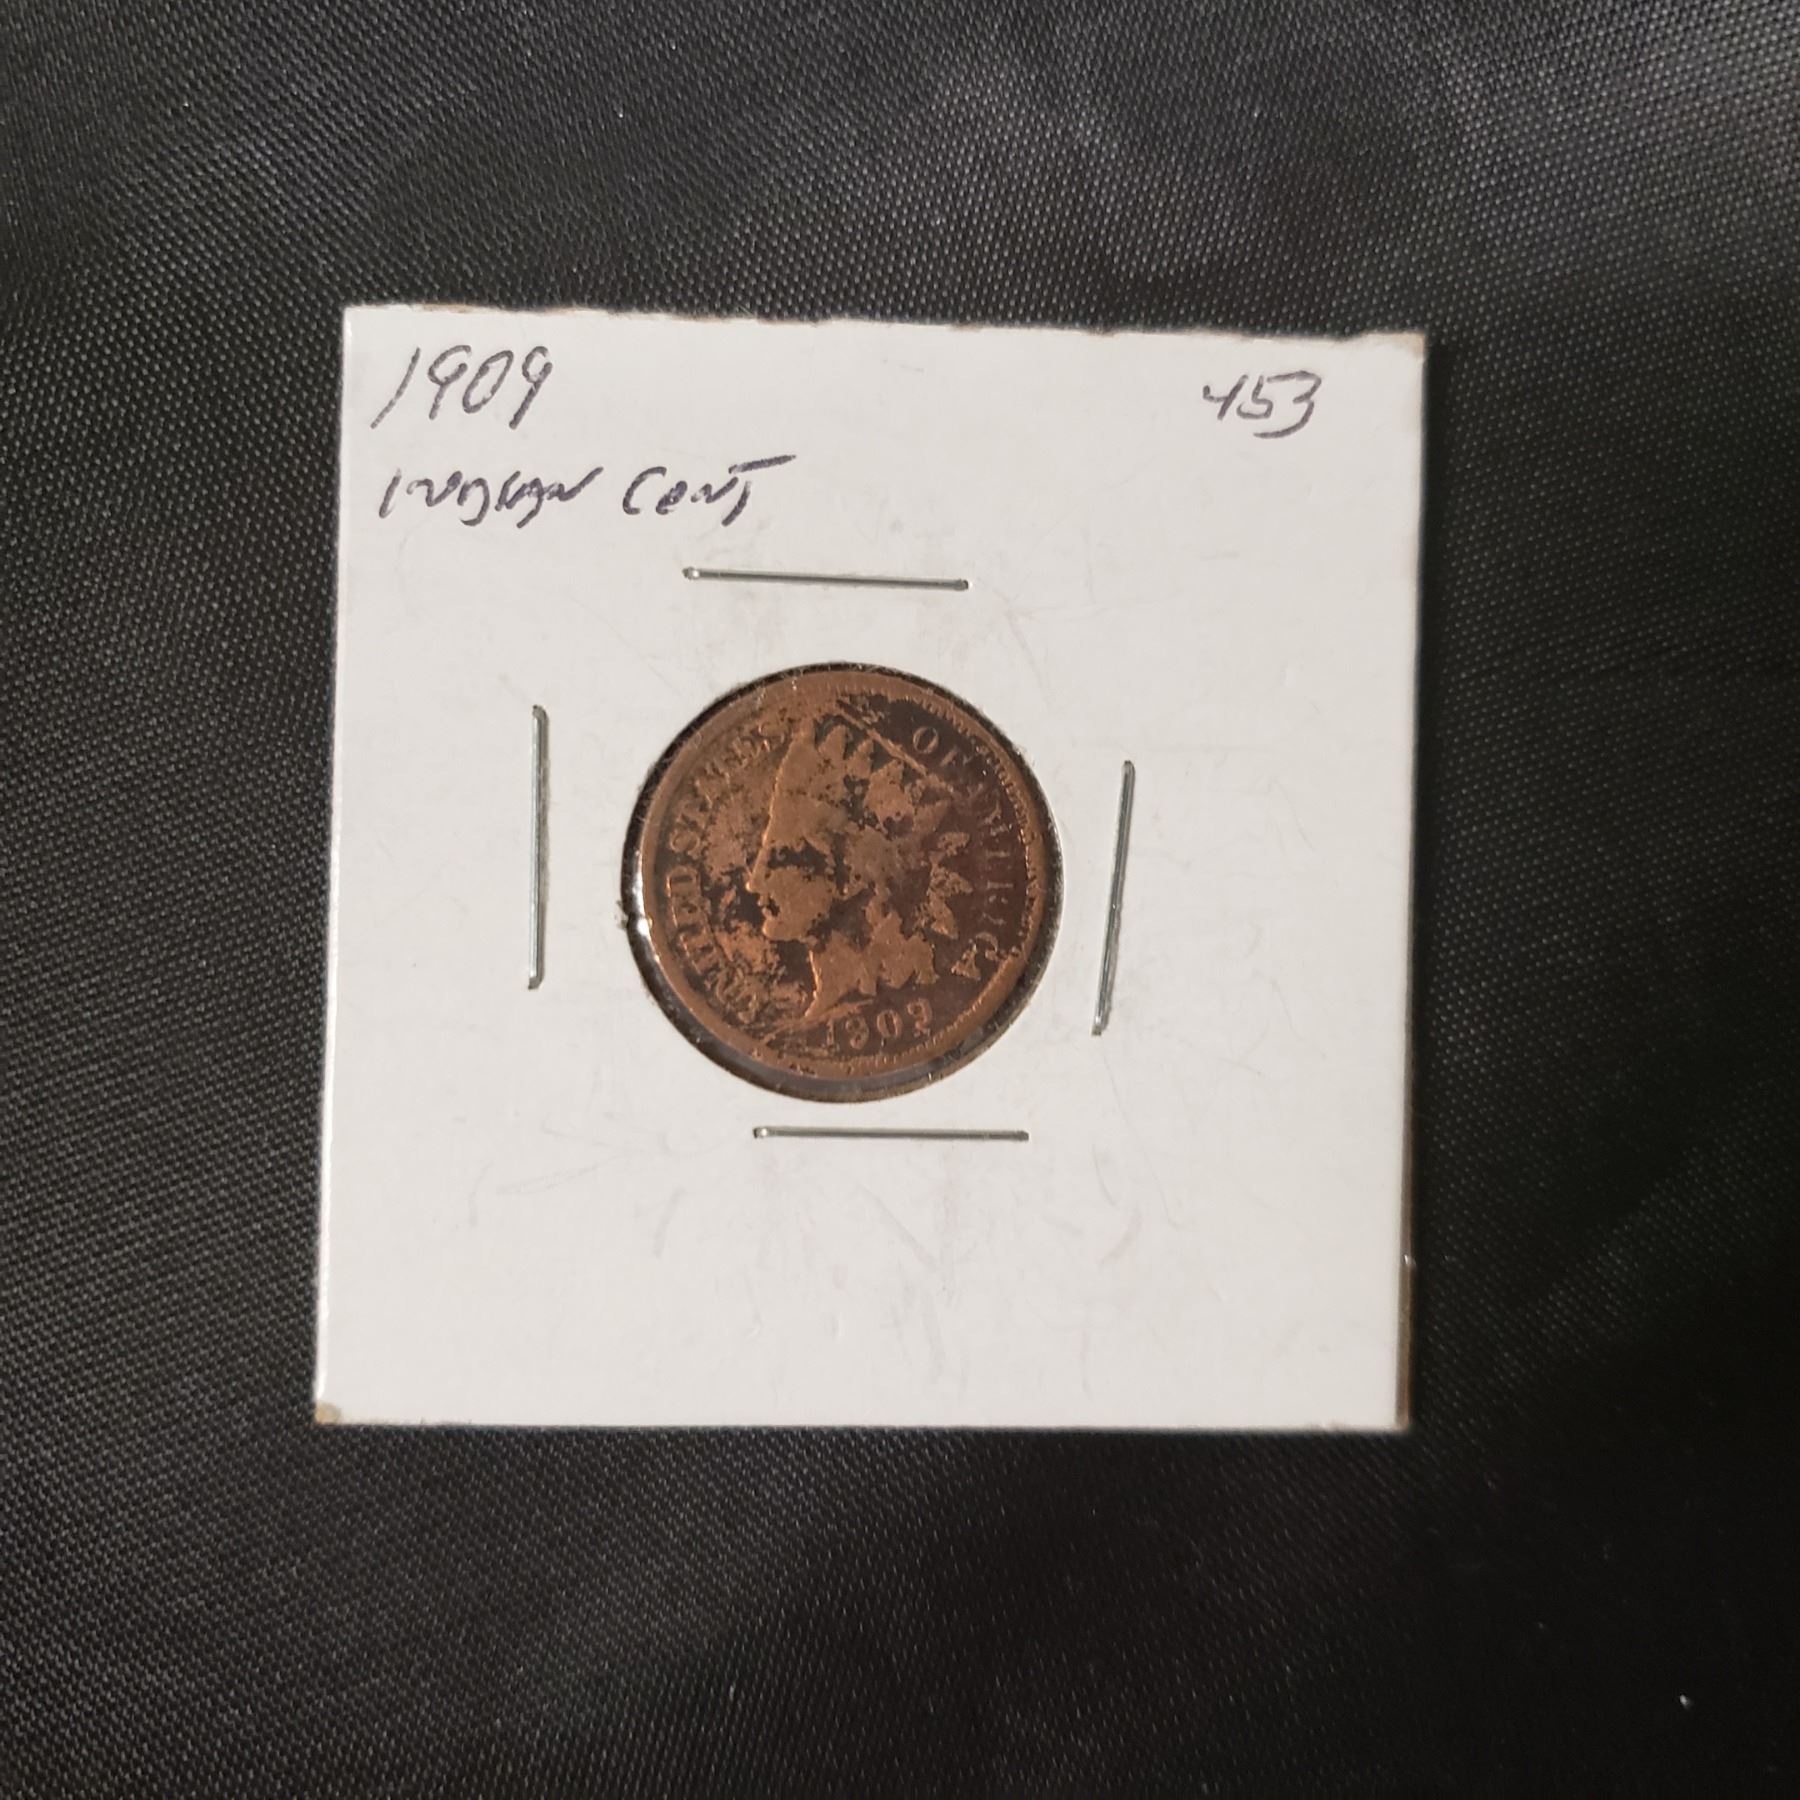 1909 453
INDIAN CENT
UNITED STATES OF AMERICA
1909